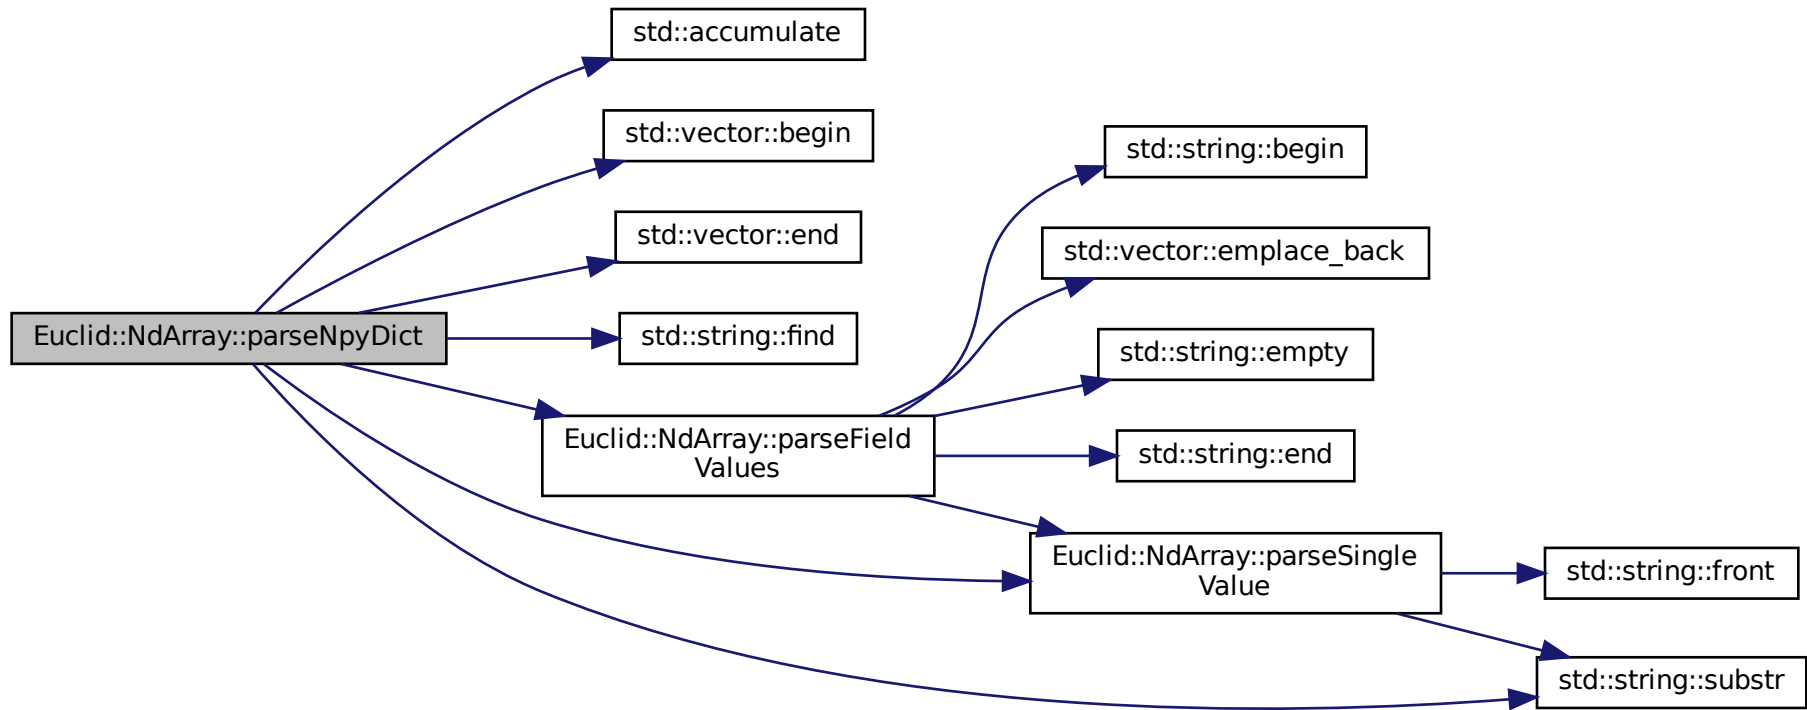 std::accumulate
std::vector::begin
std::string::begin
std::vector::end
std::vector::emplace_back
Euclid::NdArray::parseNpyDict
std::string::find
std::string::empty
Euclid::NdArray::parseField
Values
std::string::end
Euclid::NdArray::parseSingle
Value
std::string::front
std::string::substr